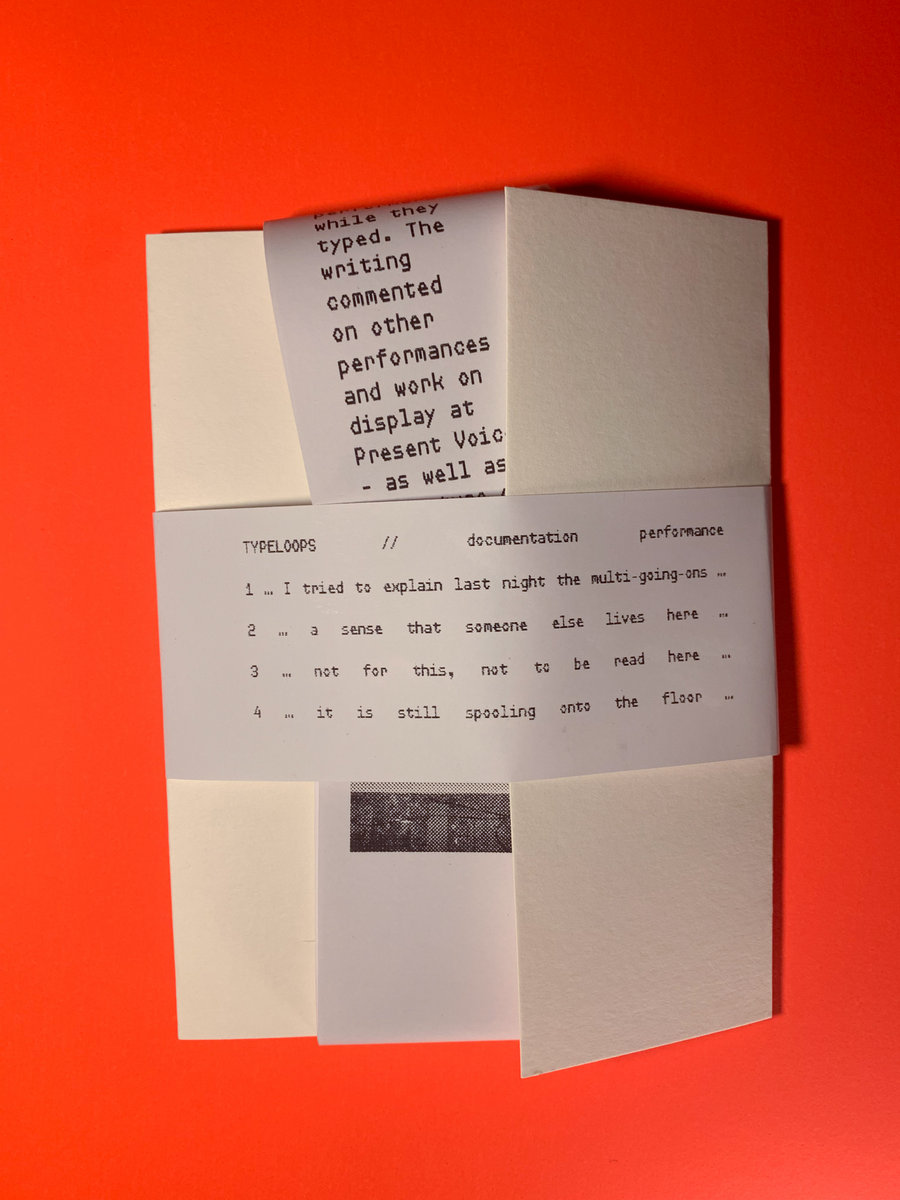 while they
typed. The
writing
commented
on other
performances
and work on
display at
Present Voic
- as well as
TYPELOOPS // documentation performance
1 … I tried to explain last night the multi-going-ons …
2 … a sense that someone else lives here …
3 … not for this, not to be read here …
4 … it is still spooling onto the floor …